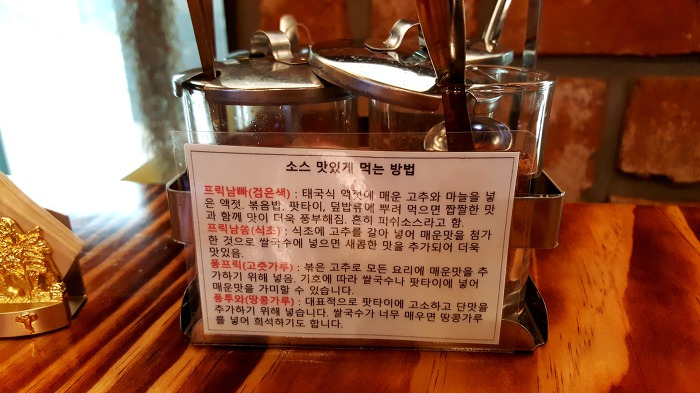 소스 맛있게 먹는 방법
프릭남빠(검은색) : 태국식 액젓에 매운 고추와 마늘을 넣
은 액젓. 볶음밥, 팟타이, 덮밥류에 뿌려 먹으면 짭짤한 맛
과 함께 맛이 더욱 풍부해짐. 흔히 피쉬소스라고 함.
프릭남쏨(식초) : 식초에 고추를 갈아 넣어 매운맛을 첨가
한 것으로 쌀국수에 넣으면 새콤한 맛을 추가되어 더욱
맛있음.
퐁프릭(고춧가루) : 볶은 고추로 모든 요리에 매운맛을 추
가하기 위해 넣음. 기호에 따라 쌀국수나 팟타이에 넣어
매운맛을 가미할 수 있습니다.
퐁투와(땅콩가루) : 대표적으로 팟타이에 고소하고 단맛을
추가하기 위해 넣습니다. 쌀국수가 너무 매우면 땅콩가루
를 넣어 희석하기도 합니다.